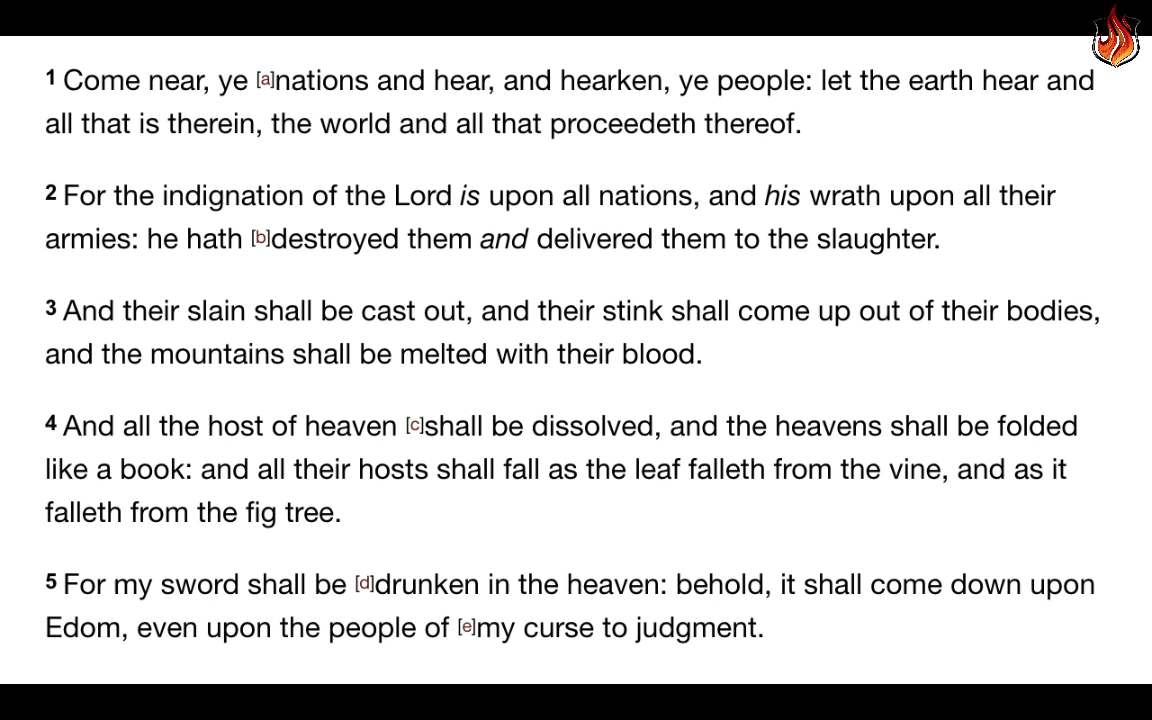 1 Come near, ye [a]nations and hear, and hearken, ye people: let the earth hear and
all that is therein, the world and all that proceedeth thereof.
2 For the indignation of the Lord is upon all nations, and his wrath upon all their
armies: he hath [b]destroyed them and delivered them to the slaughter.
3 And their slain shall be cast out, and their stink shall come up out of their bodies,
and the mountains shall be melted with their blood.
4 And all the host of heaven [c]shall be dissolved, and the heavens shall be folded
like a book: and all their hosts shall fall as the leaf falleth from the vine, and as it
falleth from the fig tree.
5 For my sword shall be [d]drunken in the heaven: behold, it shall come down upon
Edom, even upon the people of [e]my curse to judgment.